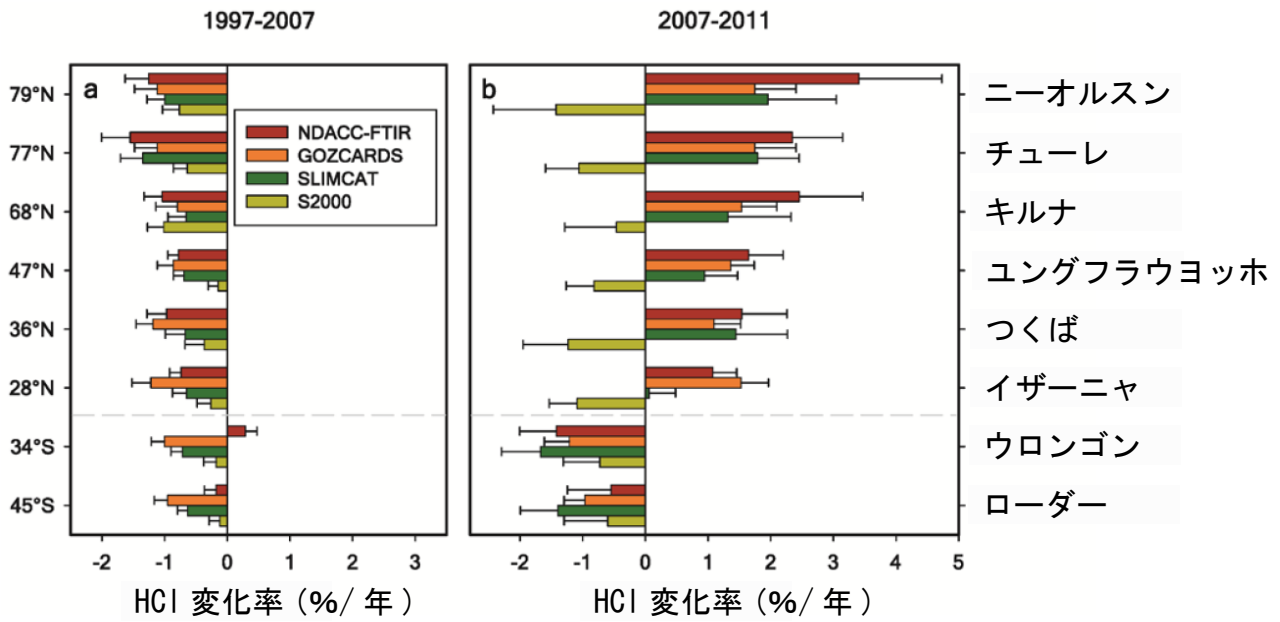 1997-2007
2007-2011
a
b
79°N
77°N
68°N
47°N
36°N
28°N
34°S
45°S
NDACC-FTIR
GOZCARDS
SLIMCAT
S2000
ニーオルスン
チューレ
キルナ
ユングフラウヨッホ
つくば
イザーニャ
ウロンゴン
ローダー
-2 -1 0 1 2 3
-2 -1 0 1 2 3 4 5
HCl 変化率 (%/ 年 )
HCl 変化率 (%/ 年 )